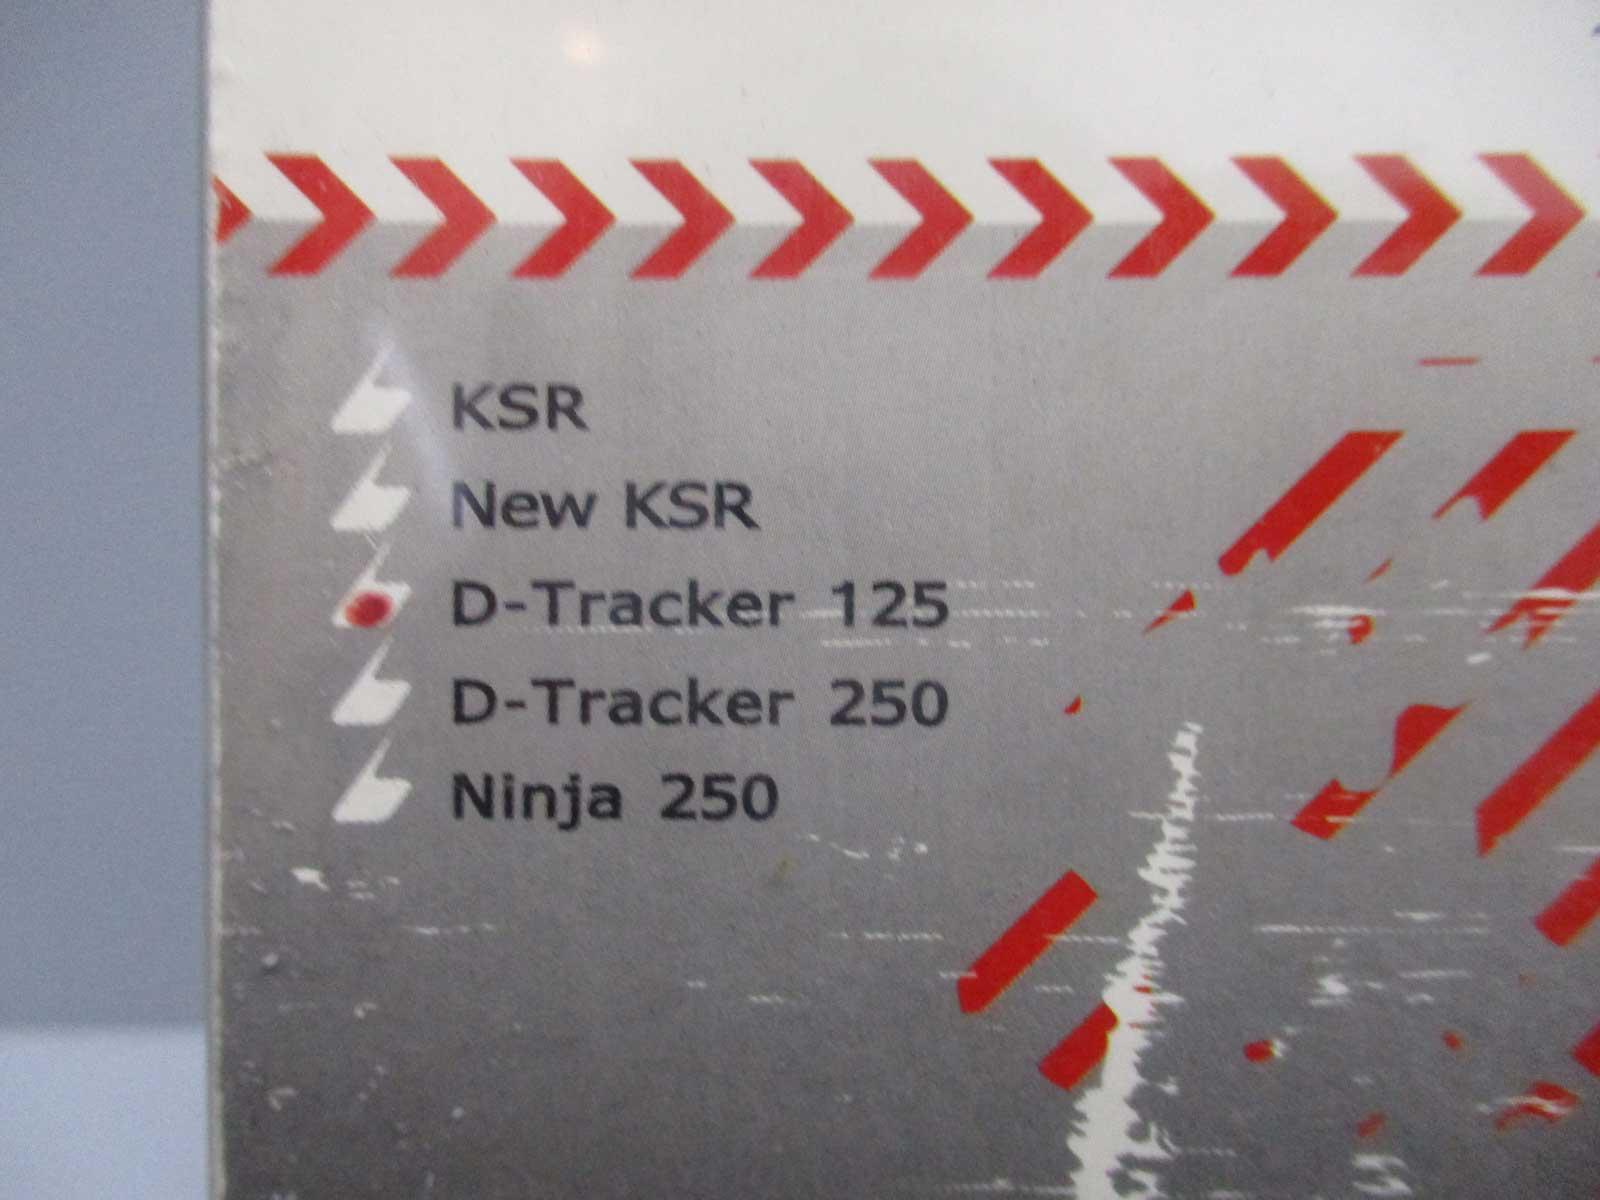 KSR
New KSR
D-Tracker 125
D-Tracker 250
Ninja 250